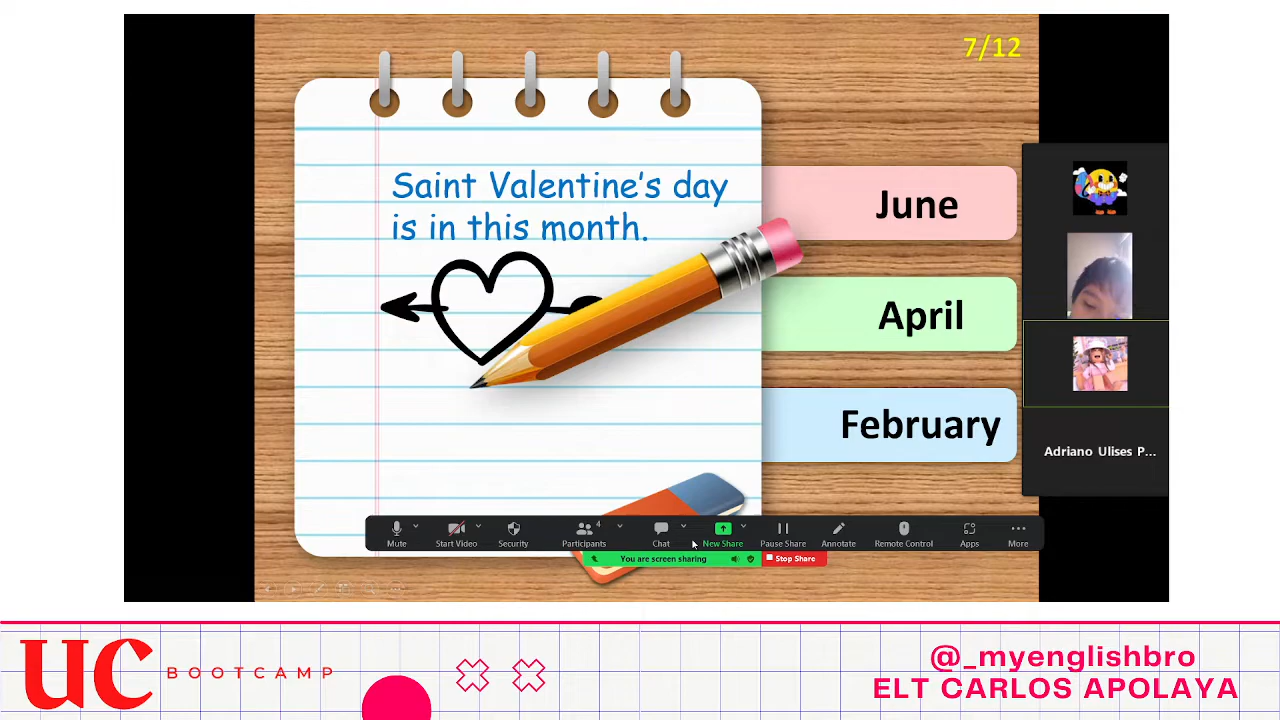 7/12
Saint Valentine's day
is in this month.
June
April
February
Adriano Ulises P...
Mute
Start Video
Security
4
Participants
Chat
New Share
Pause Share
Annotate
Remote Control
Apps
More
You are screen sharing
Stop Share
UC
BOOTCAMP
@_myenglishbro
ELT CARLOS APOLAYA